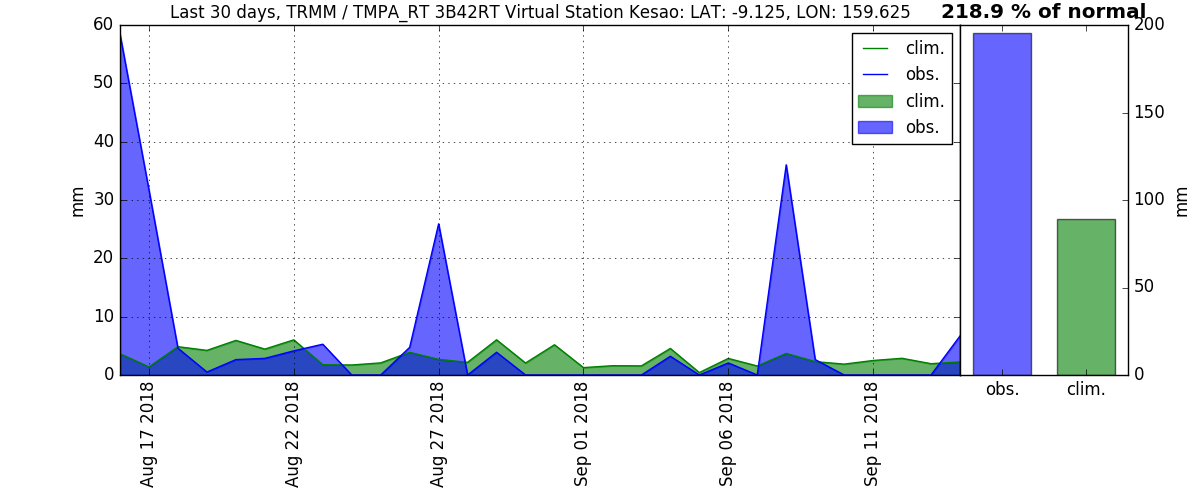 Last 30 days, TRMM / TMPA_RT 3B42RT Virtual Station Kesao: LAT: -9.125, LON: 159.625
218.9 % of normal
60
50
40
30
20
10
0
mm
clim.
obs.
clim.
obs.
Aug 17 2018
Aug 22 2018
Aug 27 2018
Sep 01 2018
Sep 06 2018
Sep 11 2018
200
150
100
50
0
mm
obs.
clim.